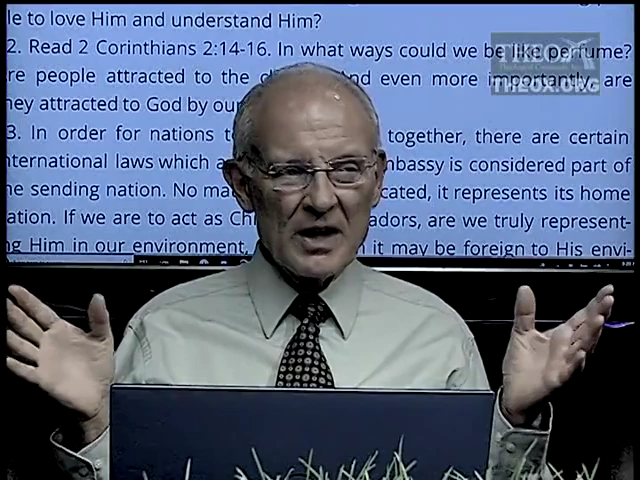 le to love Him and understand Him?
2. Read 2 Corinthians 2:14-16. In what ways could we be like perfume?
re people attracted to the and even more importantly, are
hey attracted to God by our
3. In order for nations together, there are certain
nternational laws which mbassy is considered part of
he sending nation. No cated, it represents its home
ation. If we are to act as adors, are we truly represent-
ng Him in our environment, it may be foreign to His envi-
THEOX
THEOX.ORG